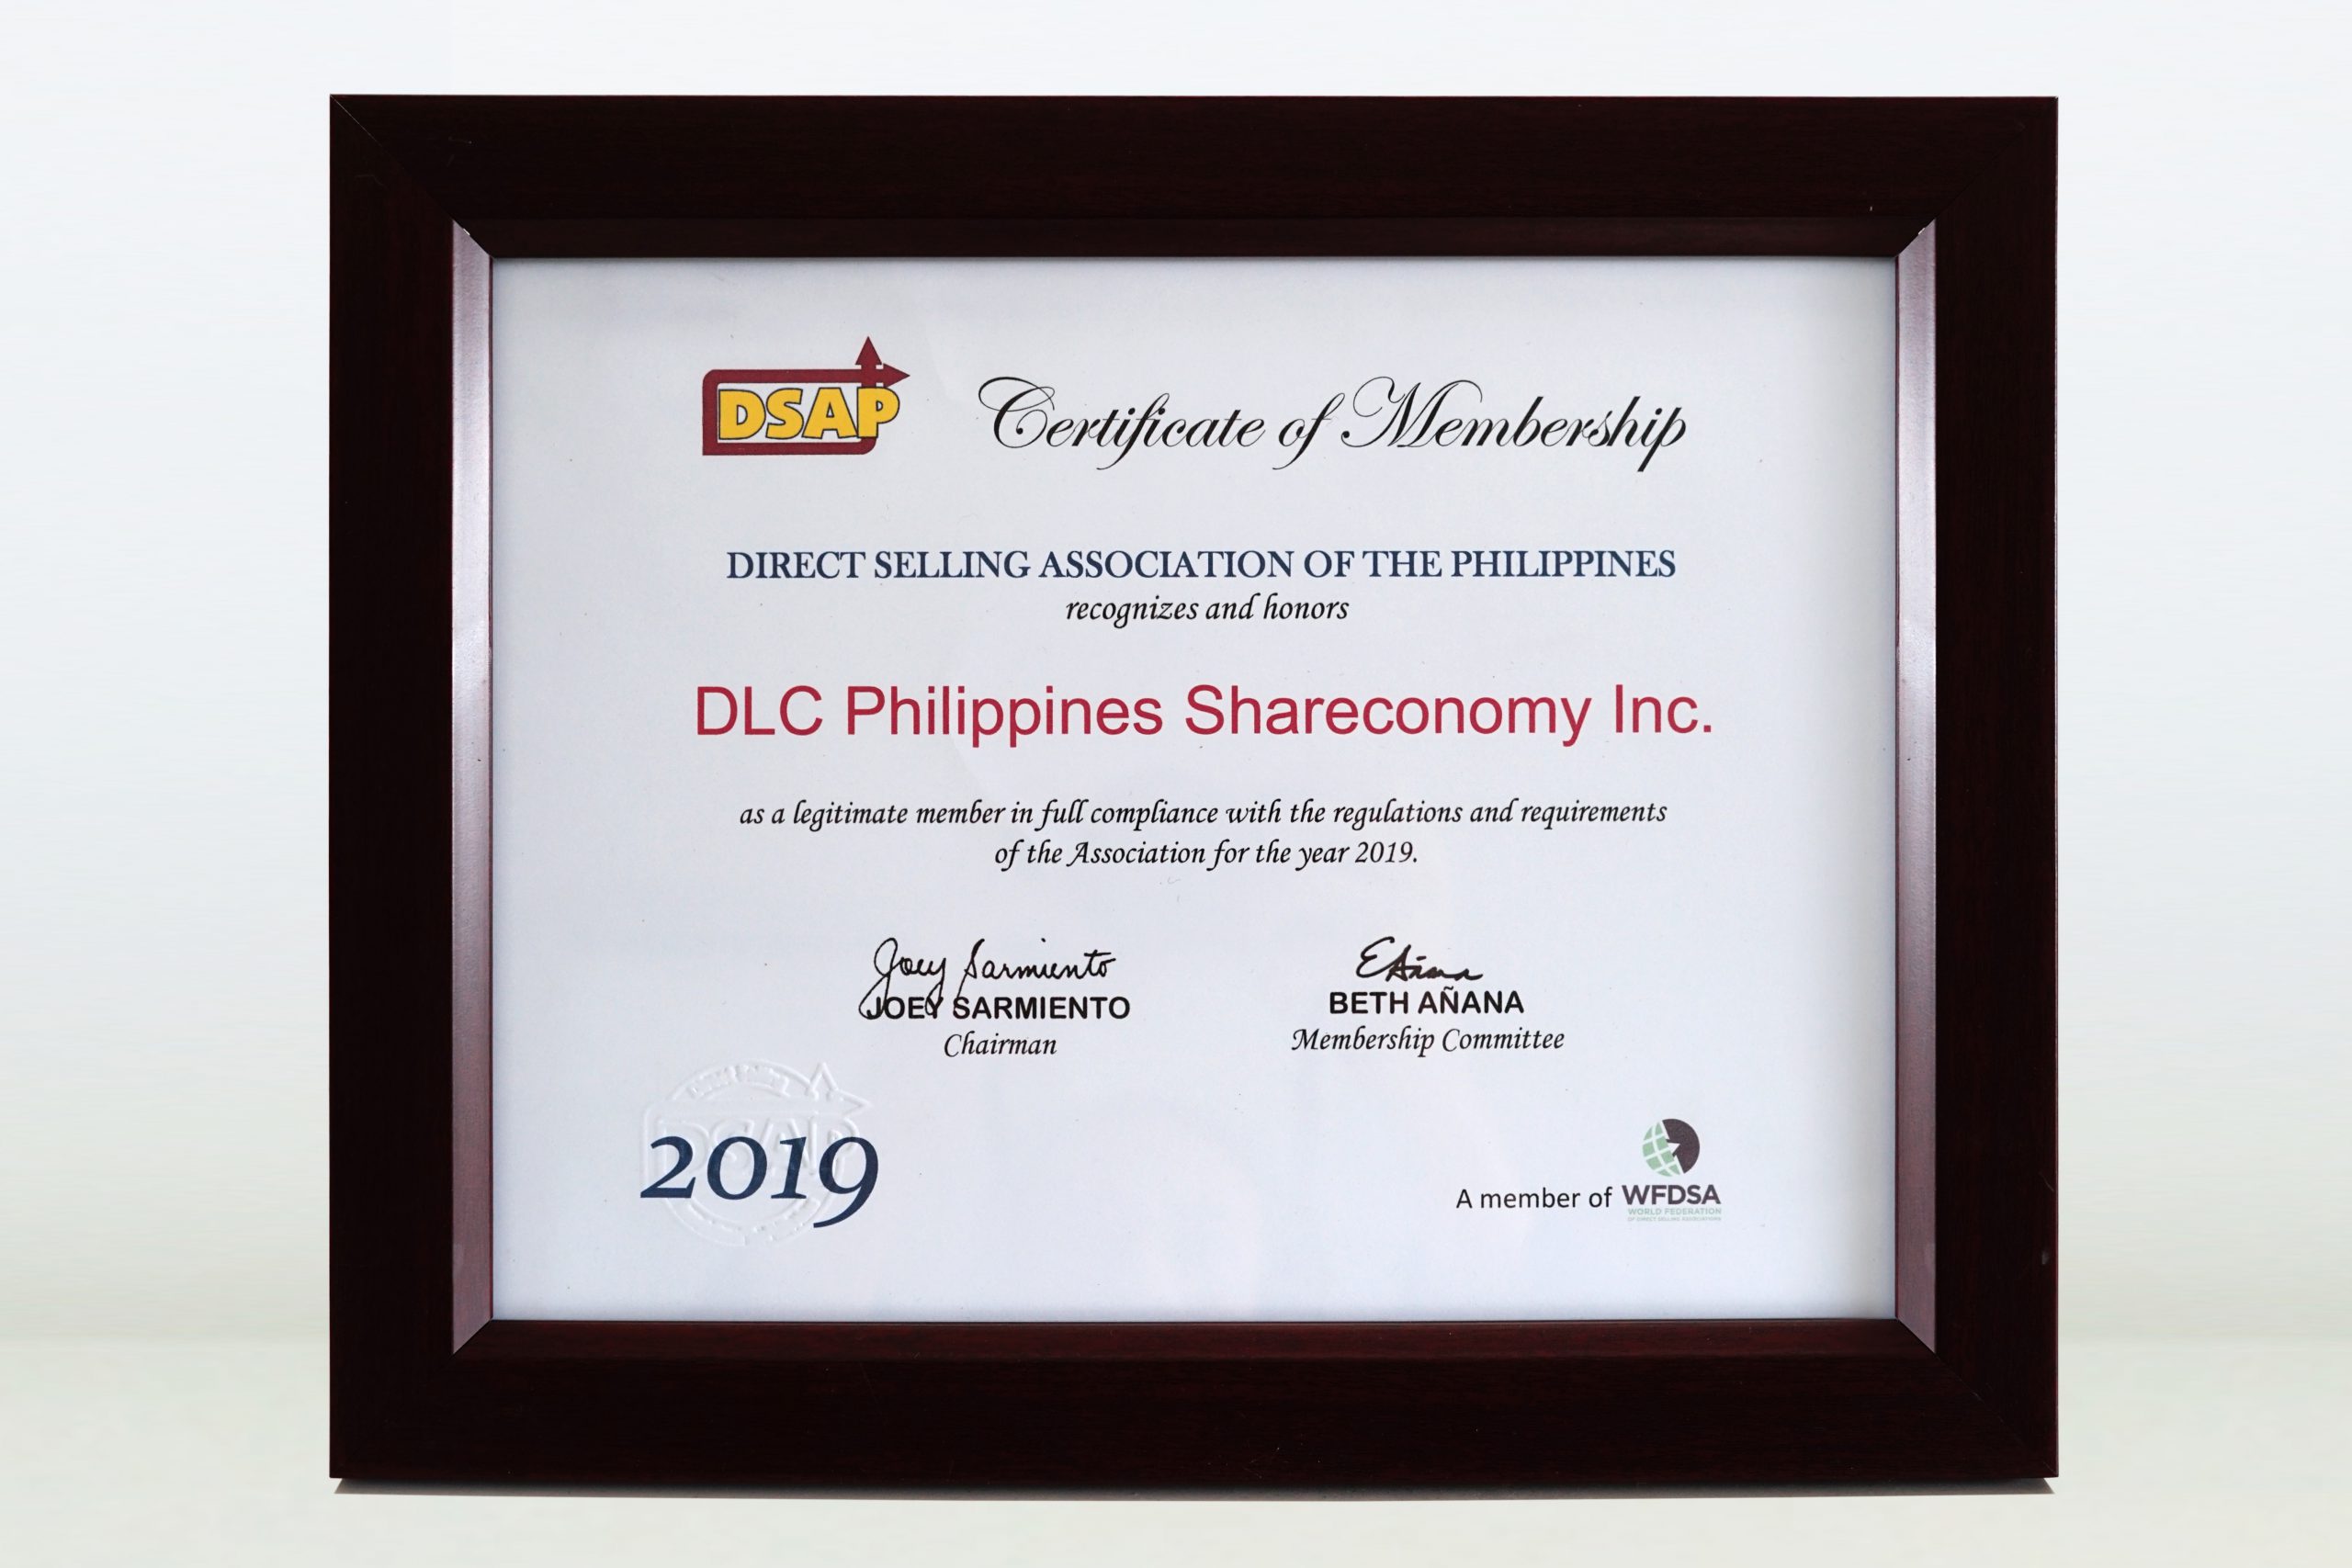 DSAP
Certificate of Membership
DIRECT SELLING ASSOCIATION OF THE PHILIPPINES
recognizes and honors
DLC Philippines Shareconomy Inc.
as a legitimate member in full compliance with the regulations and requirements
of the Association for the year 2019.
Joey Sarmiento
JOEY SARMIENTO
BETH AÑANA
Chairman
Membership Committee
DSAP
2019
A member of WFDSA
WORLD FEDERATION
OF DIRECT SELLING ASSOCIATIONS